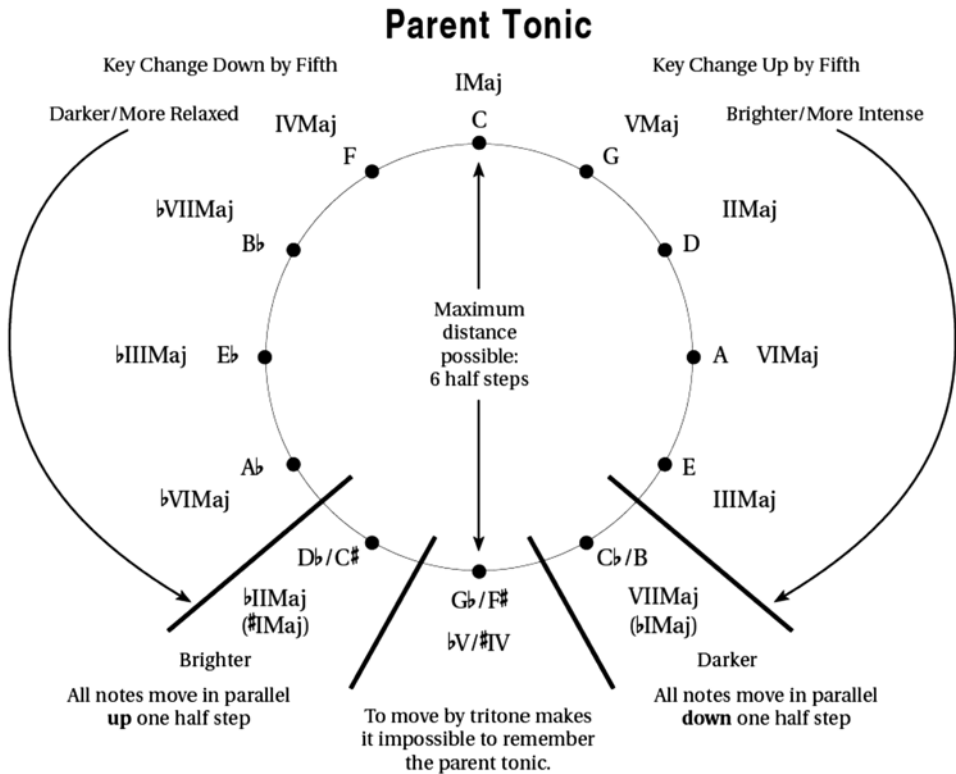 Parent Tonic
Key Change Down by Fifth
Key Change Up by Fifth
Darker/More Relaxed
Brighter/More Intense
IMaj
C
IVMaj
F
VMaj
G
♭VIIMaj
B♭
IIMaj
D
♭IIIMaj
E♭
A
VIMaj
Maximum
distance
possible:
6 half steps
A♭
♭VIMaj
E
IIIMaj
D♭/C♯
♭IIMaj
(♯IMaj)
G♭/F♯
♭V/♯IV
C♭/B
VIIMaj
(♭IMaj)
Brighter
All notes move in parallel
up one half step
To move by tritone makes
it impossible to remember
the parent tonic.
Darker
All notes move in parallel
down one half step